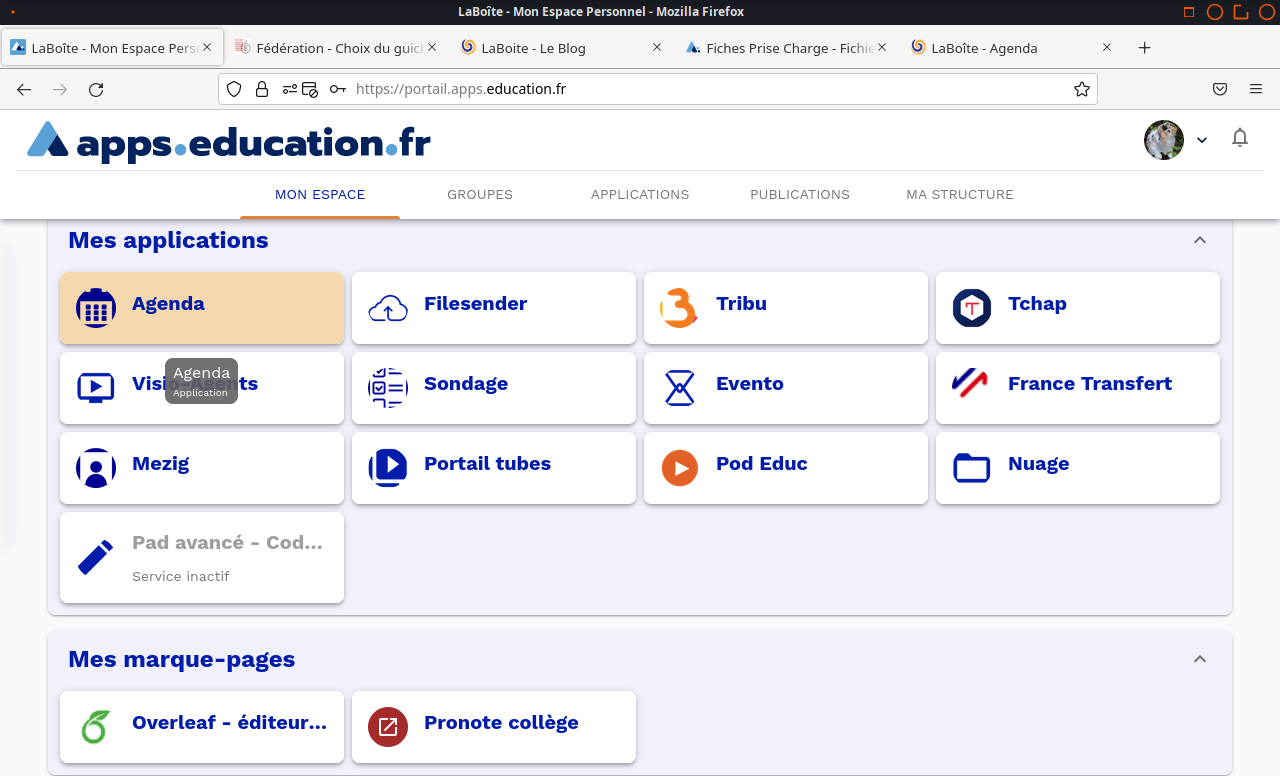 LaBoîte - Mon Espace Personnel - Mozilla Firefox
LaBoîte - Mon Espace Perso
Fédération - Choix du guic
LaBoite - Le Blog
Fiches Prise Charge - Fichie
LaBoîte - Agenda
https://portail.apps.education.fr
apps.education.fr
MON ESPACE
GROUPES
APPLICATIONS
PUBLICATIONS
MA STRUCTURE
Mes applications
Agenda
Filesender
Tribu
Tchap
Visio-Agents
Agenda
Application
Sondage
Evento
France Transfert
Mezig
Portail tubes
Pod Educ
Nuage
Pad avancé - Cod...
Service inactif
Mes marque-pages
Overleaf - éditeur...
Pronote collège